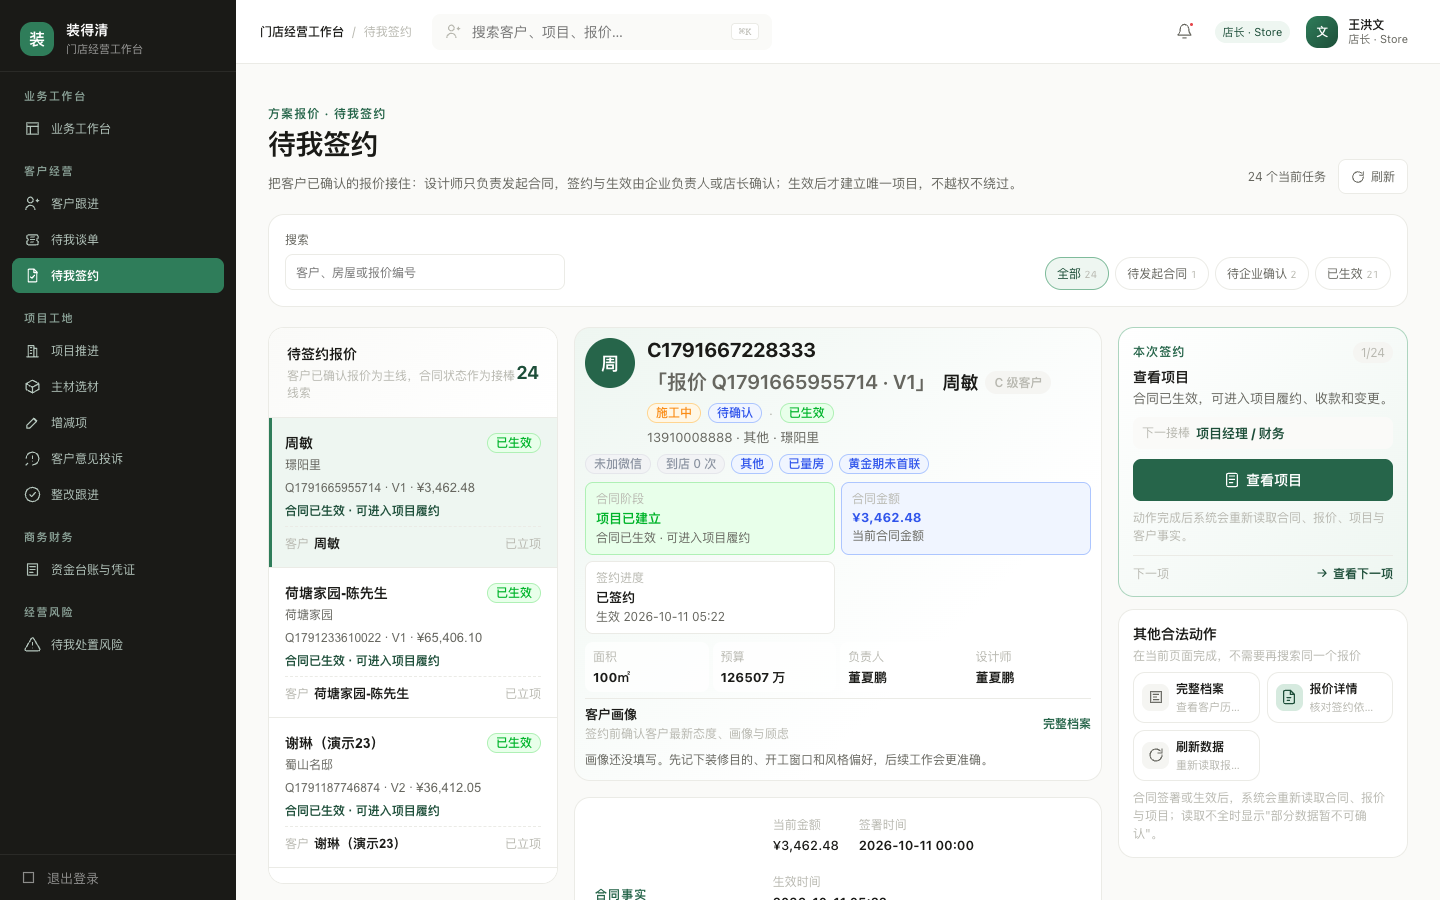 装
装得清
门店经营工作台
业务工作台
业务工作台
客户经营
客户跟进
待我谈单
待我签约
项目工地
项目推进
主材选材
增减项
客户意见投诉
整改跟进
商务财务
资金台账与凭证
经营风险
待我处置风险
退出登录
门店经营工作台 / 待我签约
搜索客户、项目、报价... ⌘K
店长 · Store
文
王洪文
店长 · Store
方案报价 · 待我签约
待我签约
把客户已确认的报价接住：设计师只负责发起合同，签约与生效由企业负责人或店长确认；生效后才建立唯一项目，不越权不绕过。
24 个当前任务
刷新
搜索
客户、房屋或报价编号
全部 24
待发起合同 1
待企业确认 2
已生效 21
待签约报价
客户已确认报价为主线，合同状态作为接棒
线索
24
周敏 已生效
璟阳里
Q1791665955714 · V1 · ¥3,462.48
合同已生效 · 可进入项目履约
客户 周敏 已立项
荷塘家园-陈先生 已生效
荷塘家园
Q1791233610022 · V1 · ¥65,406.10
合同已生效 · 可进入项目履约
客户 荷塘家园-陈先生 已立项
谢琳（演示23） 已生效
蜀山名邸
Q1791187746874 · V2 · ¥36,412.05
合同已生效 · 可进入项目履约
客户 谢琳（演示23） 已立项
周
C1791667228333
「报价 Q1791665955714 · V1」 周敏 C 级客户
施工中 待确认 · 已生效
13910008888 · 其他 · 璟阳里
未加微信 到店 0 次 其他 已量房 黄金期未首联
合同阶段
项目已建立
合同已生效 · 可进入项目履约
合同金额
¥3,462.48
当前合同金额
签约进度
已签约
生效 2026-10-11 05:22
面积
100㎡
预算
126507 万
负责人
董夏鹏
设计师
董夏鹏
客户画像
签约前确认客户最新态度、画像与顾虑
完整档案
画像还没填写。先记下装修目的、开工窗口和风格偏好，后续工作会更准确。
合同事实
当前金额
¥3,462.48
签署时间
2026-10-11 00:00
生效时间
2026-10-11 05:22
本次签约 1/24
查看项目
合同已生效，可进入项目履约、收款和变更。
下一接棒 项目经理 / 财务
查看项目
动作完成后系统会重新读取合同、报价、项目与
客户事实。
下一项 → 查看下一项
其他合法动作
在当前页面完成，不需要再搜索同一个报价
完整档案
查看客户历...
报价详情
核对签约依...
刷新数据
重新读取报...
合同签署或生效后，系统会重新读取合同、报价
与项目；读取不全时显示"部分数据暂不可确
认"。